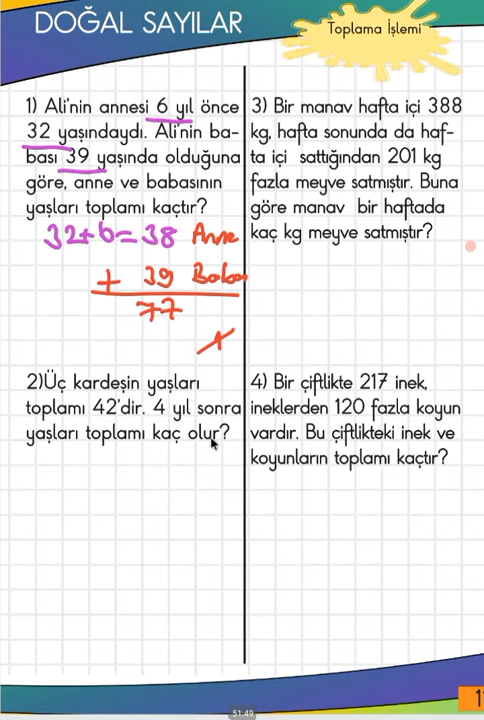 DOĞAL SAYILAR
Toplama İşlemi
1) Ali'nin annesi 6 yıl önce
32 yaşındaydı. Ali'nin ba-
bası 39 yaşında olduğuna
göre, anne ve babasının
yaşları toplamı kaçtır?
32+6=38 Anne
+ 39 Baba
77
2)Üç kardeşin yaşları
toplamı 42'dir. 4 yıl sonra
yaşları toplamı kaç olur?
3) Bir manav hafta içi 388
kg, hafta sonunda da haf-
ta içi sattığından 201 kg
fazla meyve satmıştır. Buna
göre manav bir haftada
kaç kg meyve satmıştır?
4) Bir çiftlikte 217 inek,
ineklerden 120 fazla koyun
vardır. Bu çiftlikteki inek ve
koyunların toplamı kaçtır?
51:49